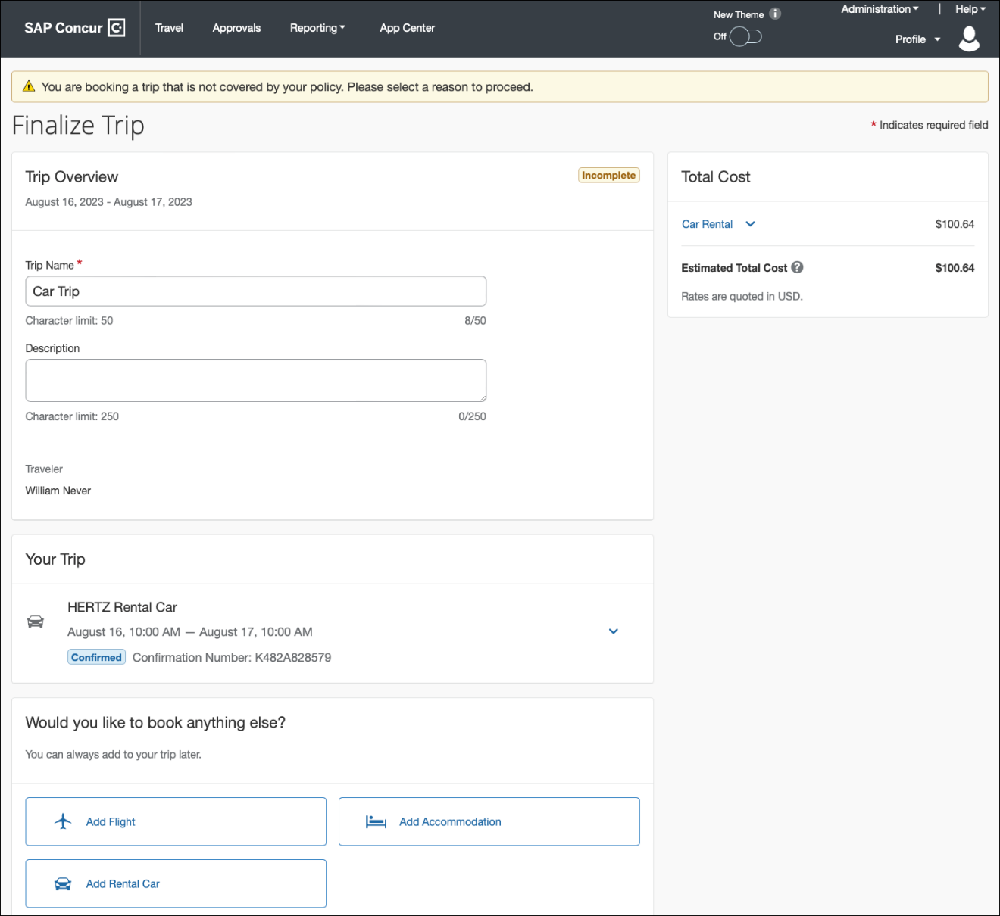 SAP Concur
Travel
Approvals
Reporting
App Center
New Theme
Off
Administration
|
Help
Profile
You are booking a trip that is not covered by your policy. Please select a reason to proceed.
Finalize Trip
* Indicates required field
Trip Overview
Incomplete
August 16, 2023 - August 17, 2023
Trip Name *
Car Trip
Character limit: 50
8/50
Description
Character limit: 250
0/250
Traveler
William Never
Total Cost
Car Rental
$100.64
Estimated Total Cost ?
$100.64
Rates are quoted in USD.
Your Trip
HERTZ Rental Car
August 16, 10:00 AM — August 17, 10:00 AM
Confirmed Confirmation Number: K482A828579
Would you like to book anything else?
You can always add to your trip later.
Add Flight
Add Accommodation
Add Rental Car